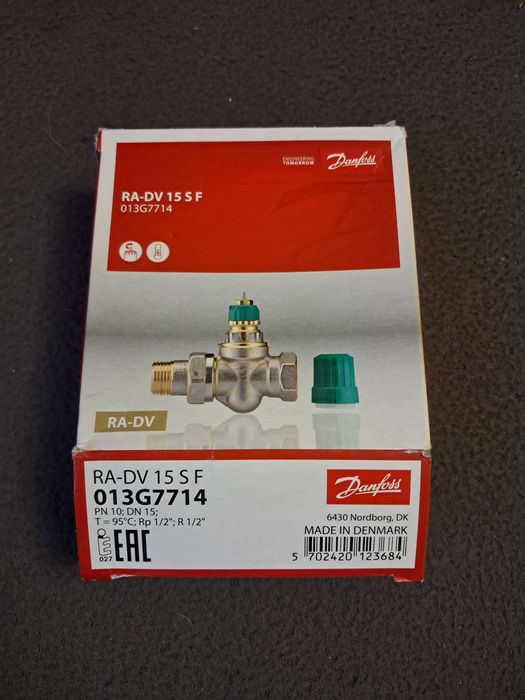 ENGINEERING
TOMORROW
Danfoss
RA-DV 15 S F
013G7714
RA-DV
RA-DV 15 S F
013G7714
PN 10; DN 15;
T = 95°C; Rp 1/2"; R 1/2"
027
EAC
Danfoss
6430 Nordborg, DK
MADE IN DENMARK
5 702420 123684